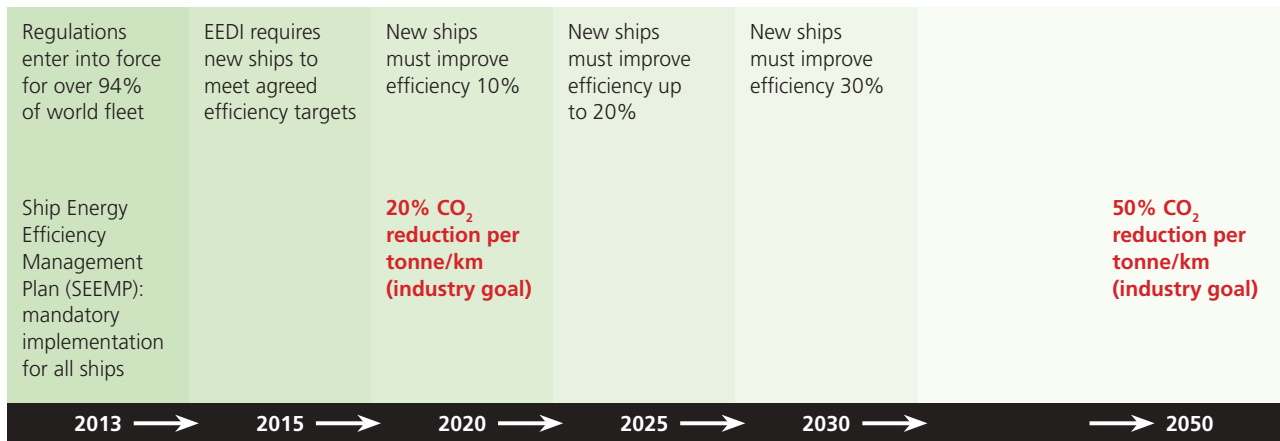 Regulations
enter into force
for over 94%
of world fleet
EEDI requires
new ships to
meet agreed
efficiency targets
New ships
must improve
efficiency 10%
New ships
must improve
efficiency up
to 20%
New ships
must improve
efficiency 30%
Ship Energy
Efficiency
Management
Plan (SEEMP):
mandatory
implementation
for all ships
20% CO₂
reduction per
tonne/km
(industry goal)
50% CO₂
reduction per
tonne/km
(industry goal)
2013 2015 2020 2025 2030 2050